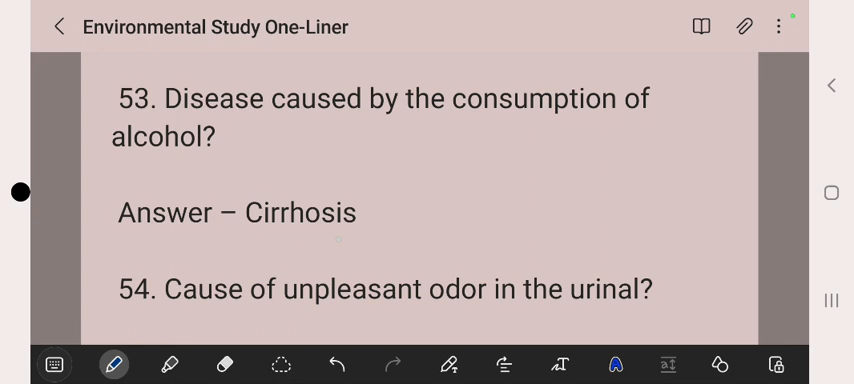 Environmental Study One-Liner
53. Disease caused by the consumption of
alcohol?
Answer – Cirrhosis
54. Cause of unpleasant odor in the urinal?